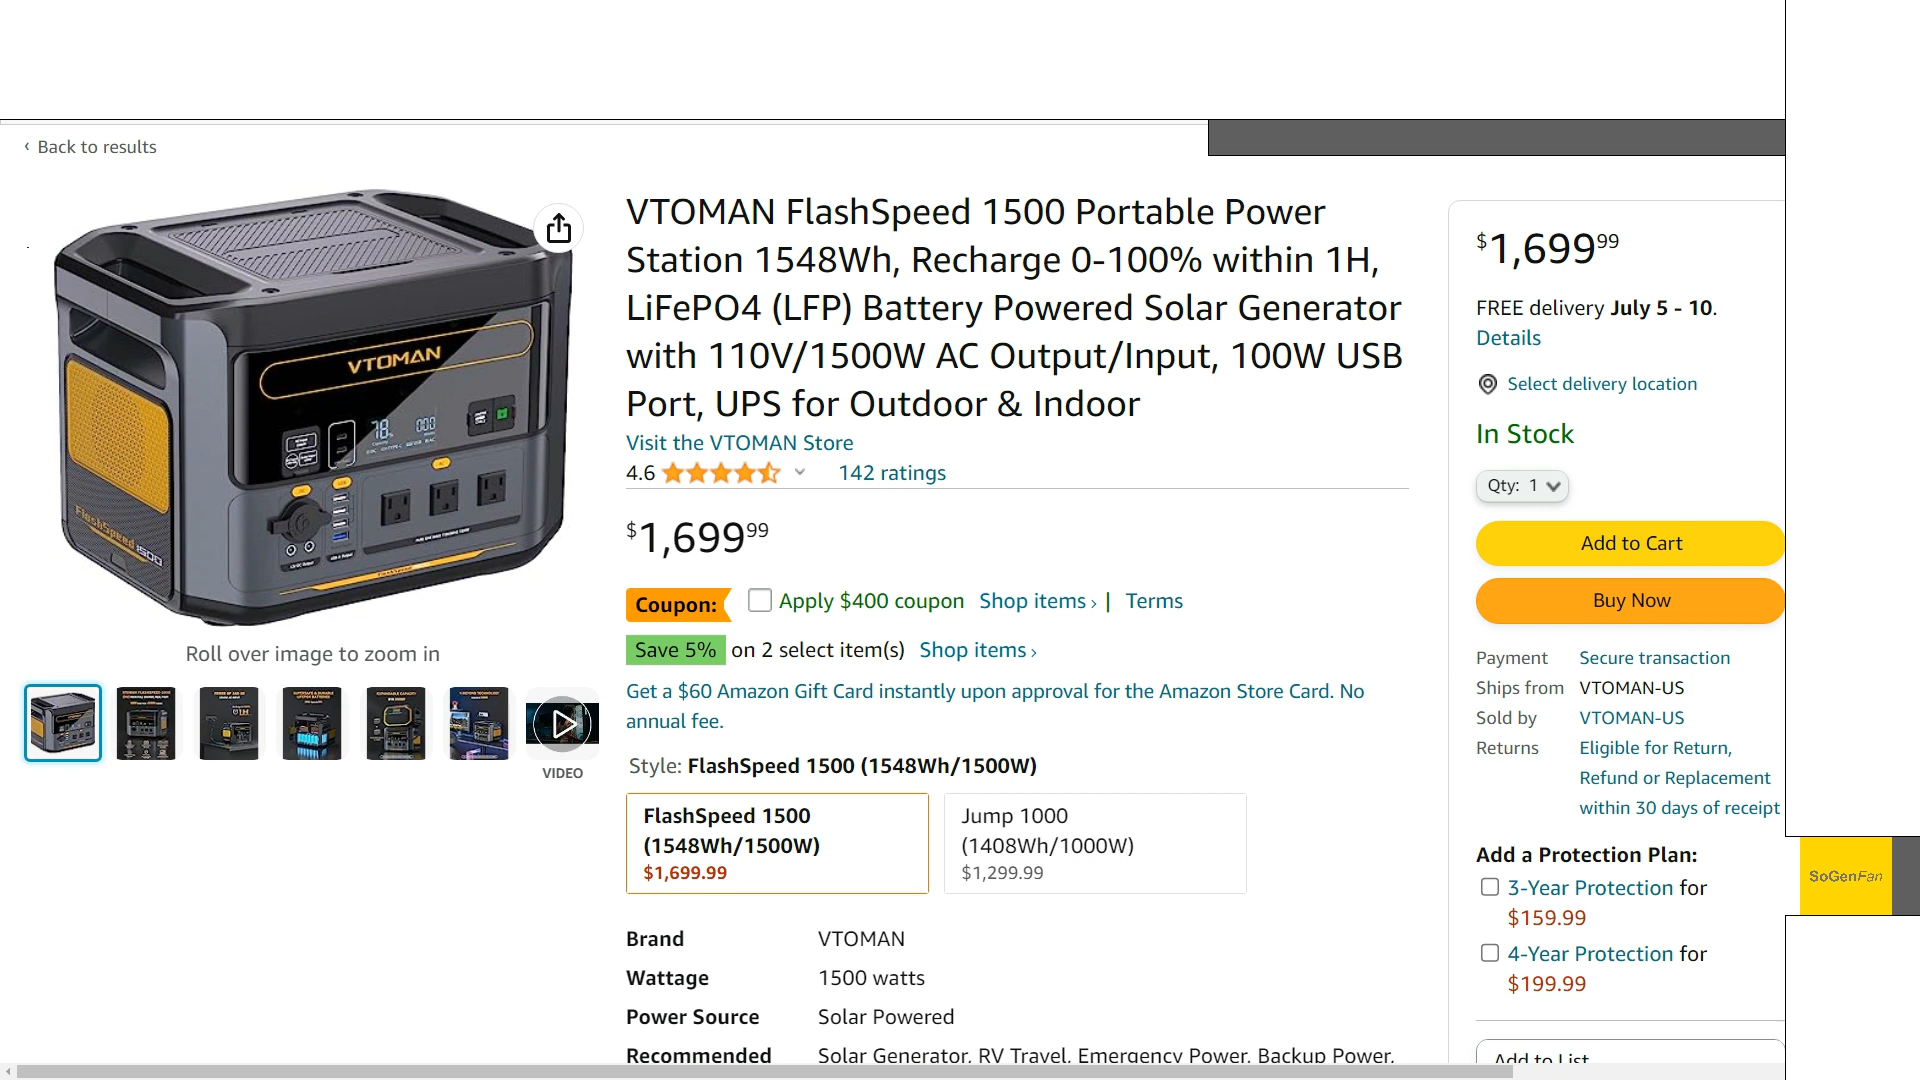 ‹ Back to results
VTOMAN
FlashSpeed 1500
Roll over image to zoom in
VIDEO
VTOMAN FlashSpeed 1500 Portable Power
Station 1548Wh, Recharge 0-100% within 1H,
LiFePO4 (LFP) Battery Powered Solar Generator
with 110V/1500W AC Output/Input, 100W USB
Port, UPS for Outdoor & Indoor
Visit the VTOMAN Store
4.6 142 ratings
$1,699 99
Coupon: Apply $400 coupon Shop items › | Terms
Save 5% on 2 select item(s) Shop items ›
Get a $60 Amazon Gift Card instantly upon approval for the Amazon Store Card. No
annual fee.
Style: FlashSpeed 1500 (1548Wh/1500W)
FlashSpeed 1500
(1548Wh/1500W)
$1,699.99
Jump 1000
(1408Wh/1000W)
$1,299.99
Brand VTOMAN
Wattage 1500 watts
Power Source Solar Powered
Recommended Solar Generator, RV Travel, Emergency Power, Backup Power,
$1,699 99
FREE delivery July 5 - 10.
Details
Select delivery location
In Stock
Qty: 1
Add to Cart
Buy Now
Payment Secure transaction
Ships from VTOMAN-US
Sold by VTOMAN-US
Returns Eligible for Return,
Refund or Replacement
within 30 days of receipt
Add a Protection Plan:
3-Year Protection for
$159.99
4-Year Protection for
$199.99
Add to List
SoGenFan